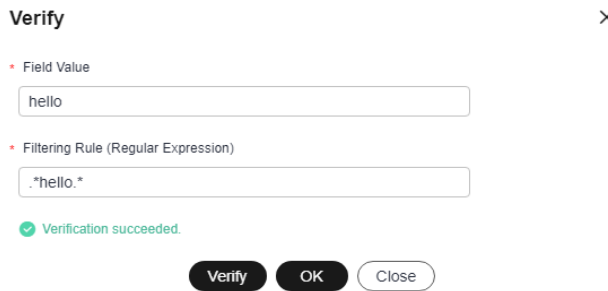 Verify
* Field Value
hello
* Filtering Rule (Regular Expression)
.*hello.*
Verification succeeded.
Verify OK Close